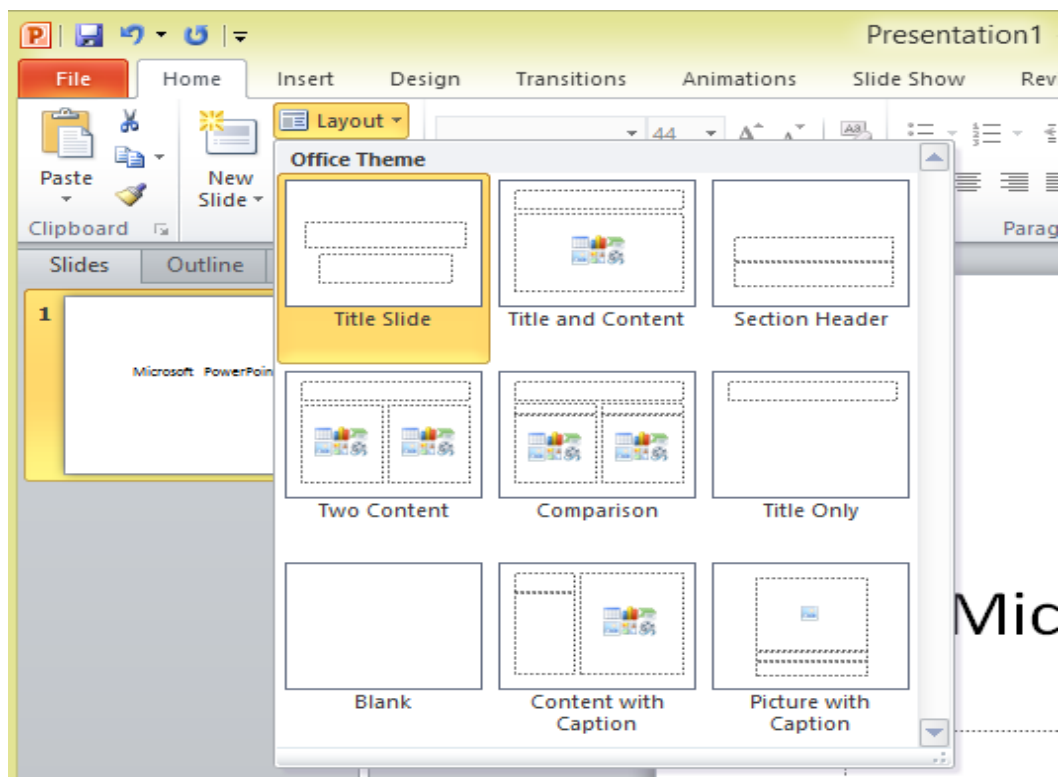 Presentation1
File Home Insert Design Transitions Animations Slide Show Rev
Layout
44
Paste
New
Slide
Clipboard
Parag
Office Theme
Title Slide
Title and Content
Section Header
Two Content
Comparison
Title Only
Blank
Content with
Caption
Picture with
Caption
Slides Outline
1
Microsoft PowerPoin
Mic